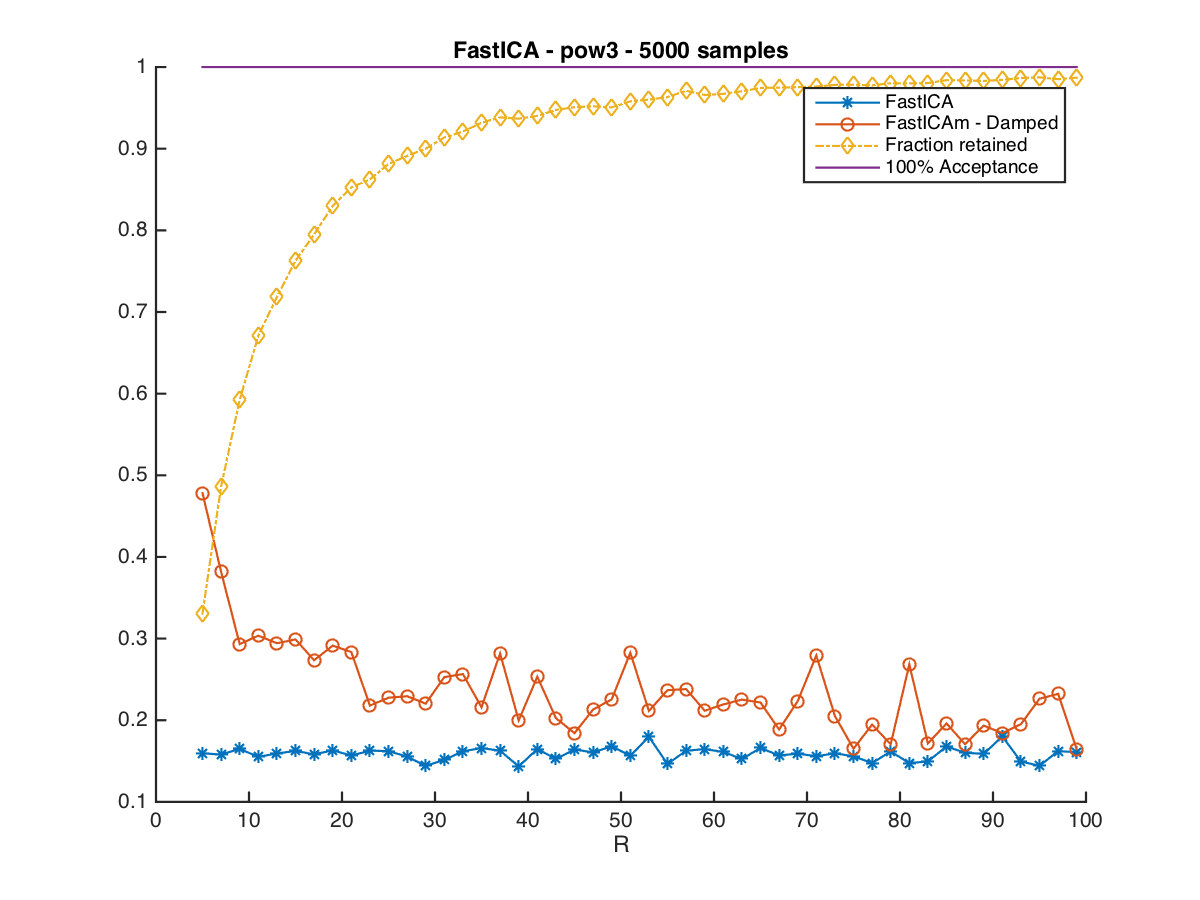 FastICA - pow3 - 5000 samples
1
0.9
0.8
0.7
0.6
0.5
0.4
0.3
0.2
0.1
FastICA
FastICAm - Damped
Fraction retained
100% Acceptance
0 10 20 30 40 50 60 70 80 90 100
R